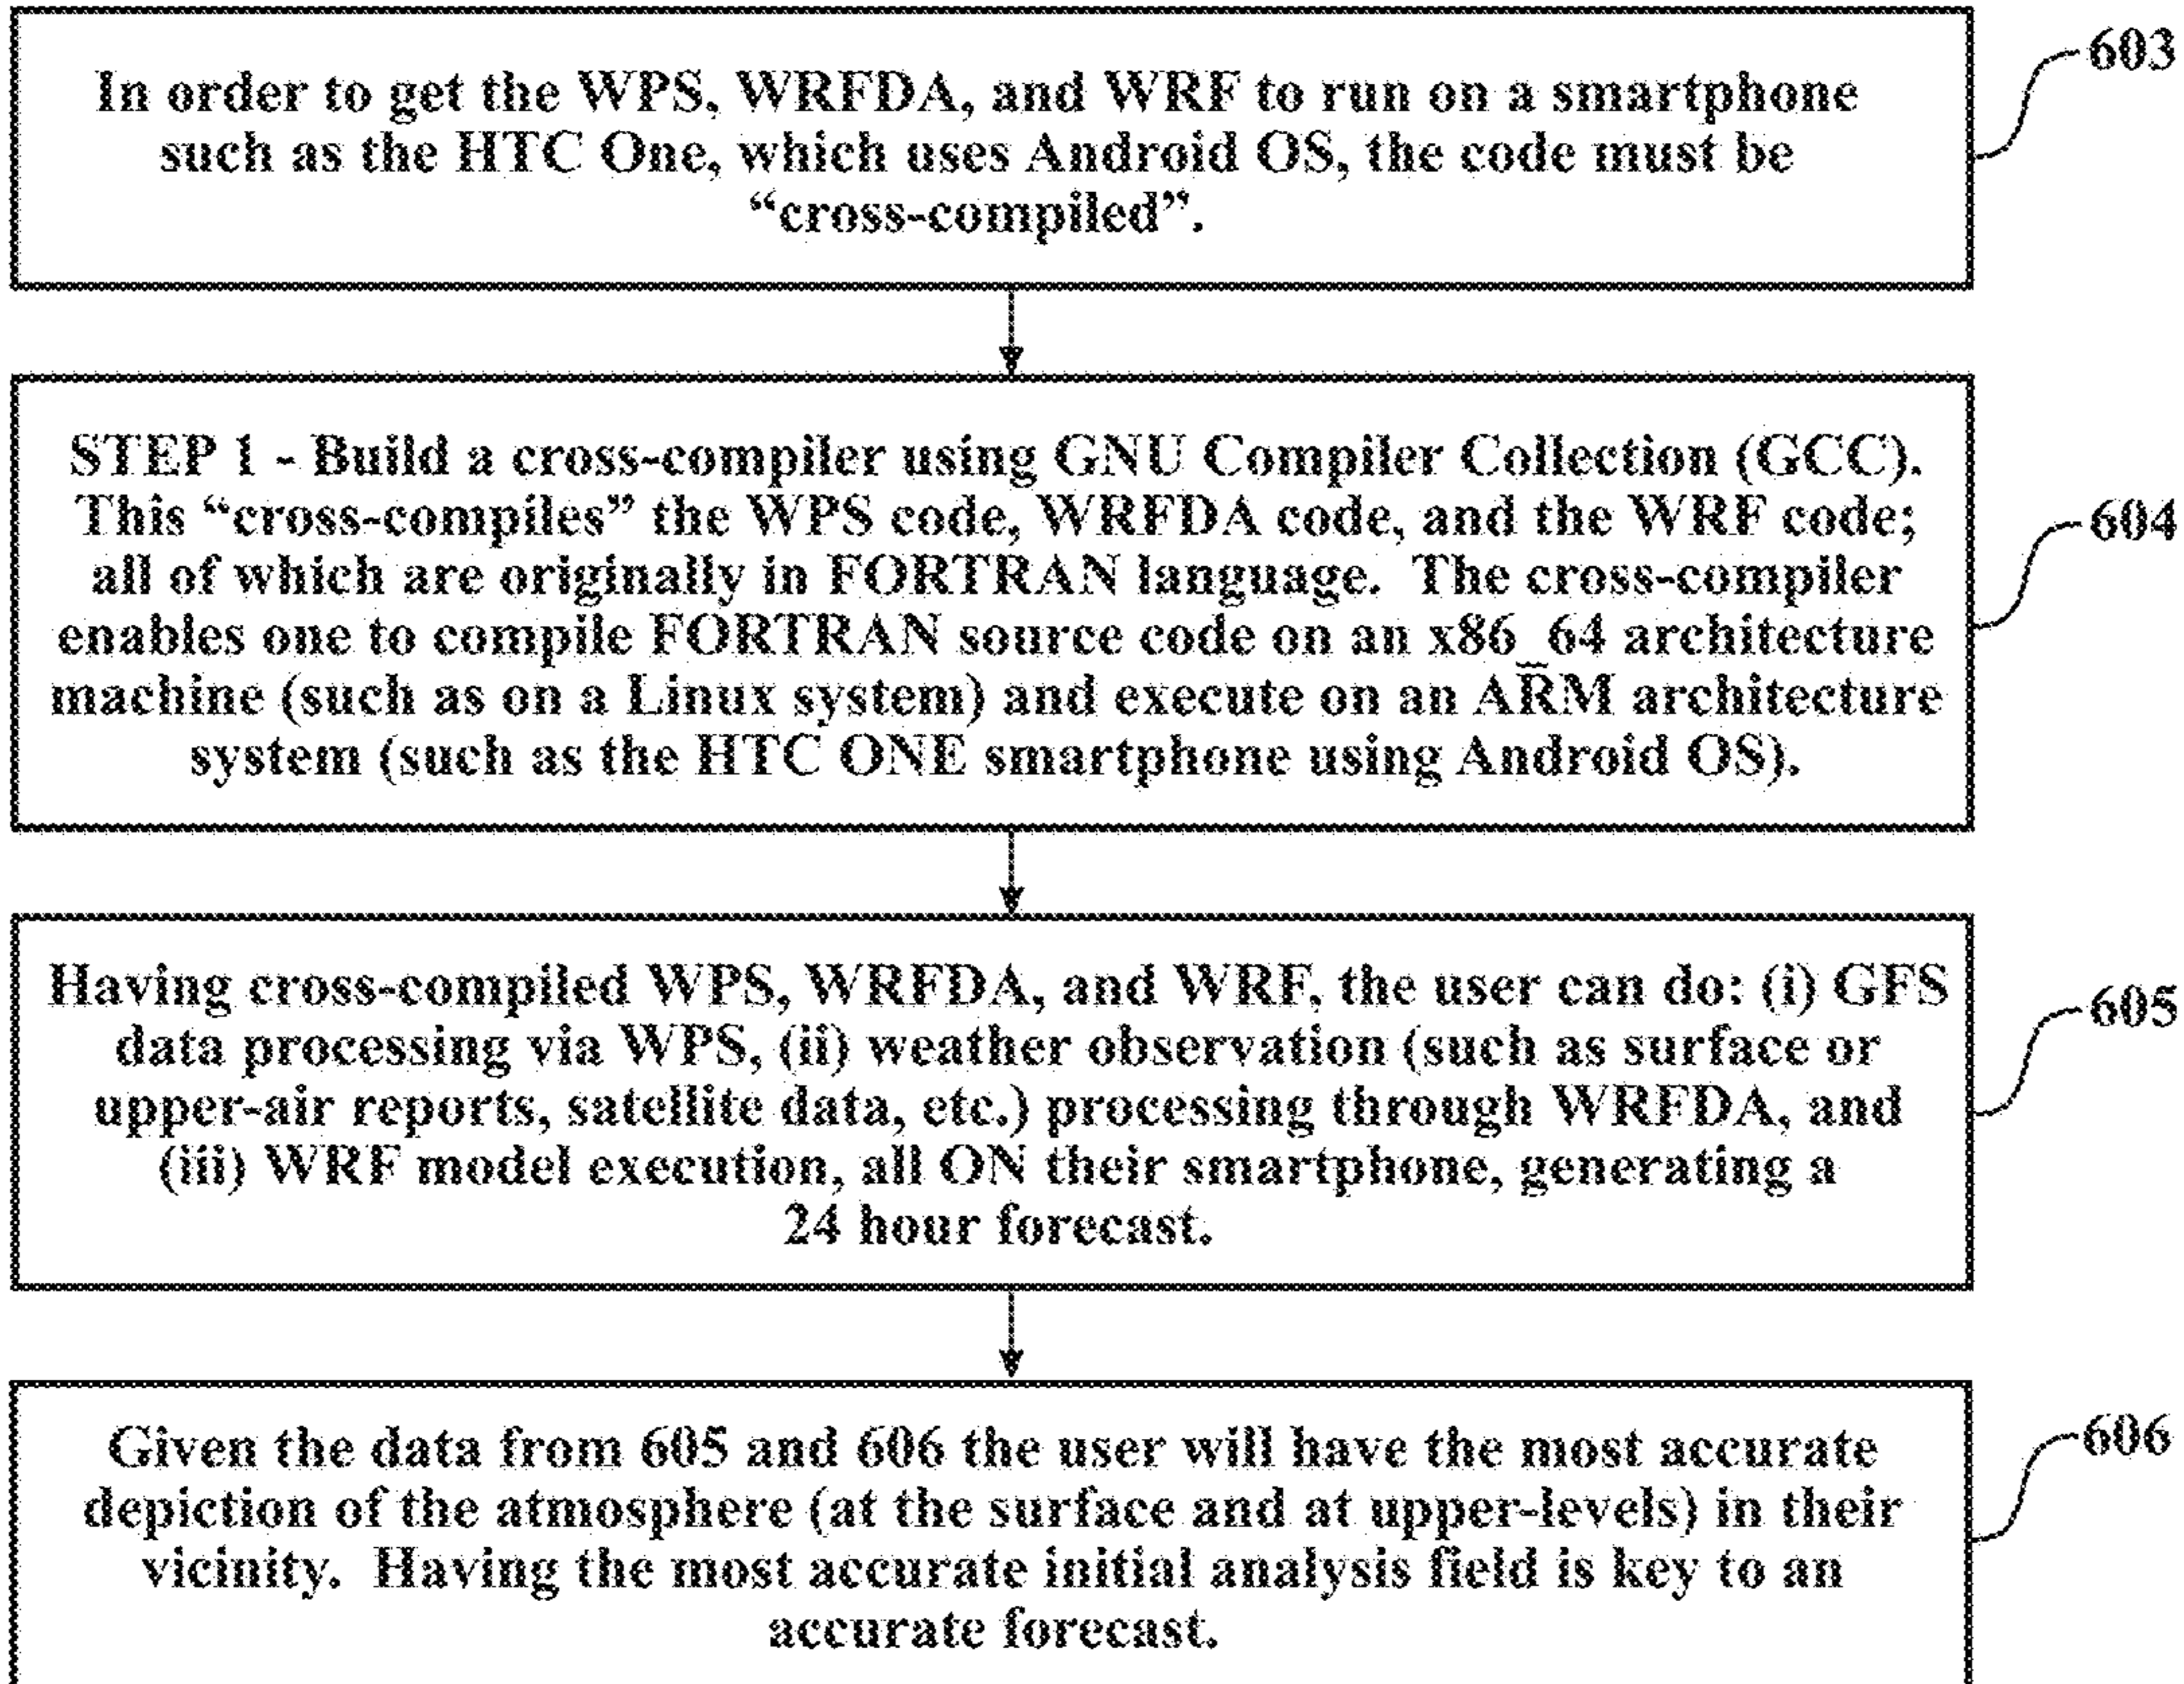 603
In order to get the WPS, WRFDA, and WRF to run on a smartphone
such as the HTC One, which uses Android OS, the code must be
“cross-compiled”.
604
STEP 1 - Build a cross-compiler using GNU Compiler Collection (GCC).
This “cross-compiles” the WPS code, WRFDA code, and the WRF code;
all of which are originally in FORTRAN language. The cross-compiler
enables one to compile FORTRAN source code on an x86_64 architecture
machine (such as on a Linux system) and execute on an ARM architecture
system (such as the HTC ONE smartphone using Android OS).
605
Having cross-compiled WPS, WRFDA, and WRF, the user can do: (i) GFS
data processing via WPS, (ii) weather observation (such as surface or
upper-air reports, satellite data, etc.) processing through WRFDA, and
(iii) WRF model execution, all ON their smartphone, generating a
24 hour forecast.
606
Given the data from 605 and 606 the user will have the most accurate
depiction of the atmosphere (at the surface and at upper-levels) in their
vicinity. Having the most accurate initial analysis field is key to an
accurate forecast.